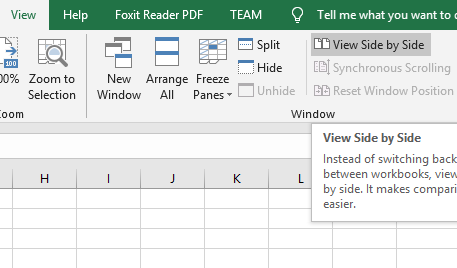 View Help Foxit Reader PDF TEAM Tell me what you want to
100
Zoom to Selection
New Window
Arrange All
Freeze Panes
Split
Hide
Unhide
View Side by Side
Synchronous Scrolling
Reset Window Position
Window
View Side by Side
Instead of switching back
between workbooks, view
by side. It makes compari
easier.
H I J K L